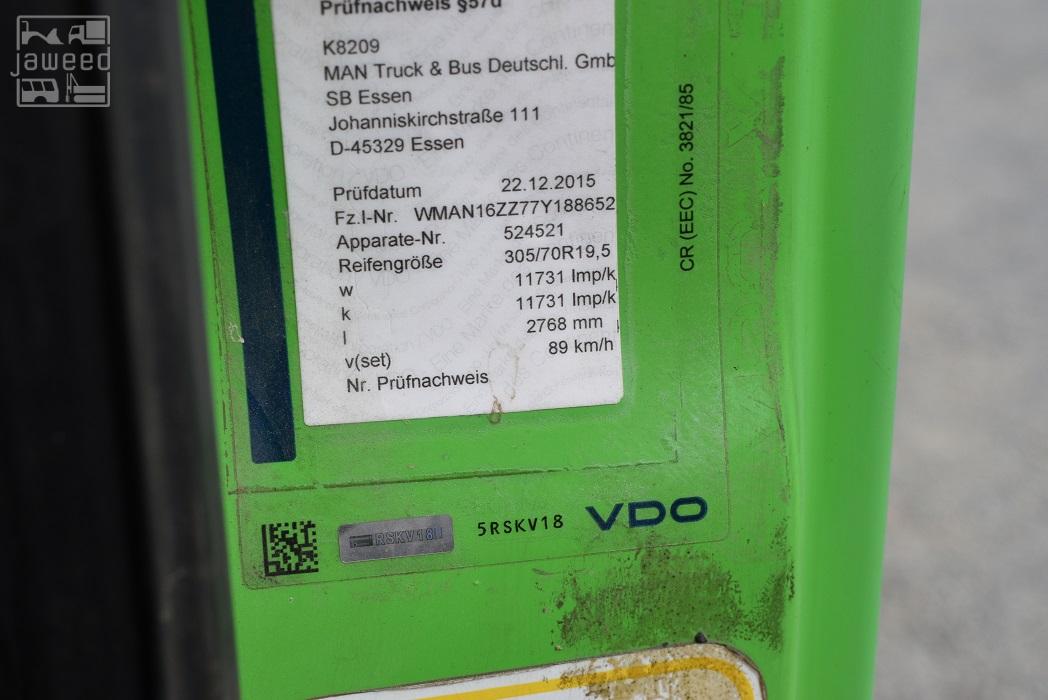 jaweed
Prüfnachweis §57d
K8209
MAN Truck & Bus Deutschl. Gmb
SB Essen
Johanniskirchstraße 111
D-45329 Essen
Prüfdatum 22.12.2015
Fz.I-Nr. WMAN16ZZ77Y188652
Apparate-Nr. 524521
Reifengröße 305/70R19,5
w 11731 Imp/k
k 11731 Imp/k
l 2768 mm
v(set) 89 km/h
Nr. Prüfnachweis
CR (EEC) No. 3821/85
RSKV18
5RSKV18 VDO